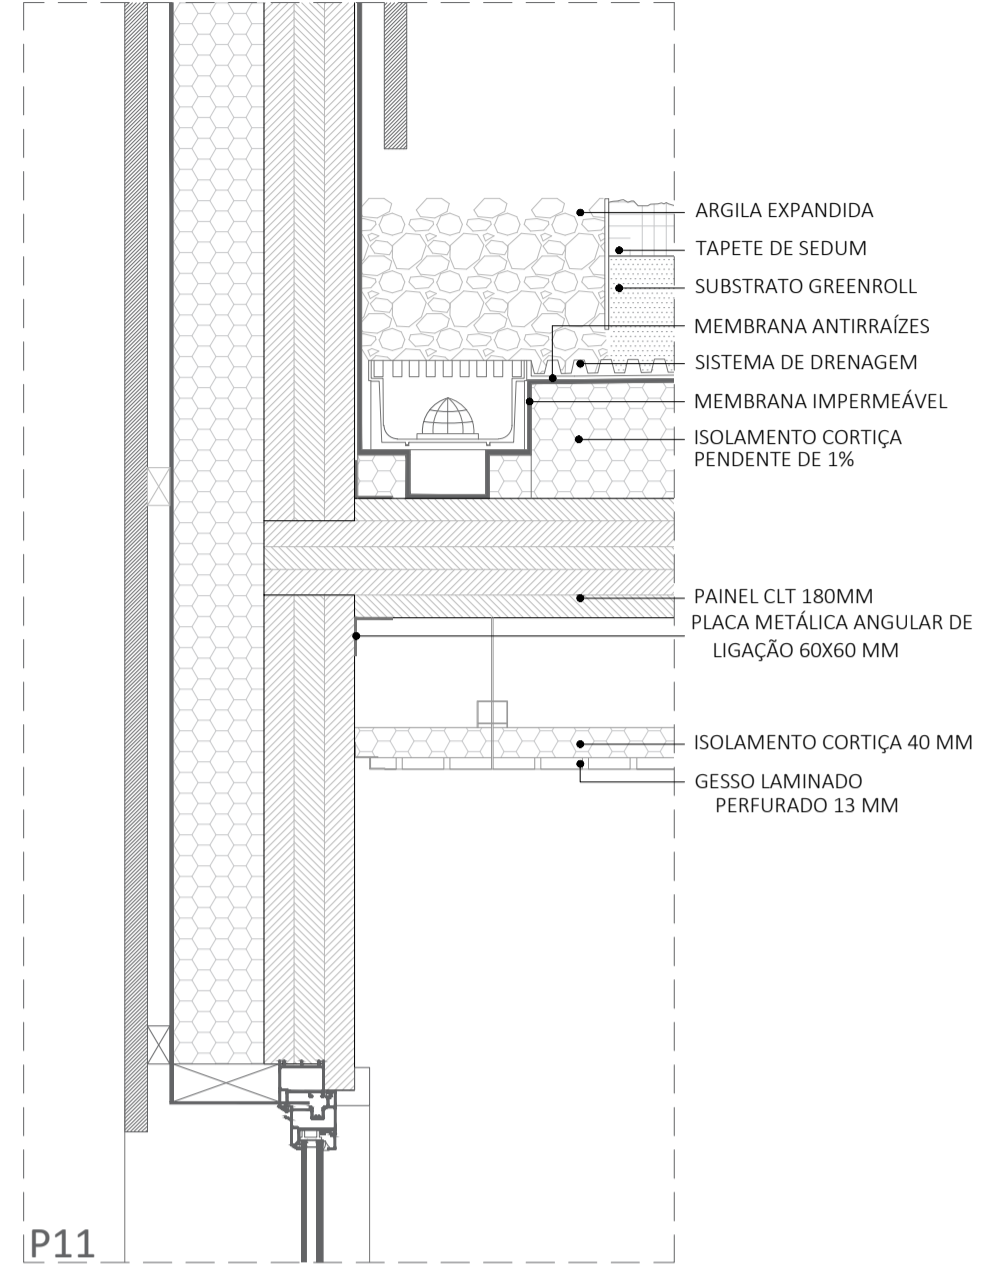 ARGILA EXPANDIDA
TAPETE DE SEDUM
SUBSTRATO GREENROLL
MEMBRANA ANTIRRAÍZES
SISTEMA DE DRENAGEM
MEMBRANA IMPERMEÁVEL
ISOLAMENTO CORTIÇA
PENDENTE DE 1%
PAINEL CLT 180MM
PLACA METÁLICA ANGULAR DE
LIGAÇÃO 60X60 MM
ISOLAMENTO CORTIÇA 40 MM
GESSO LAMINADO
PERFURADO 13 MM
P11